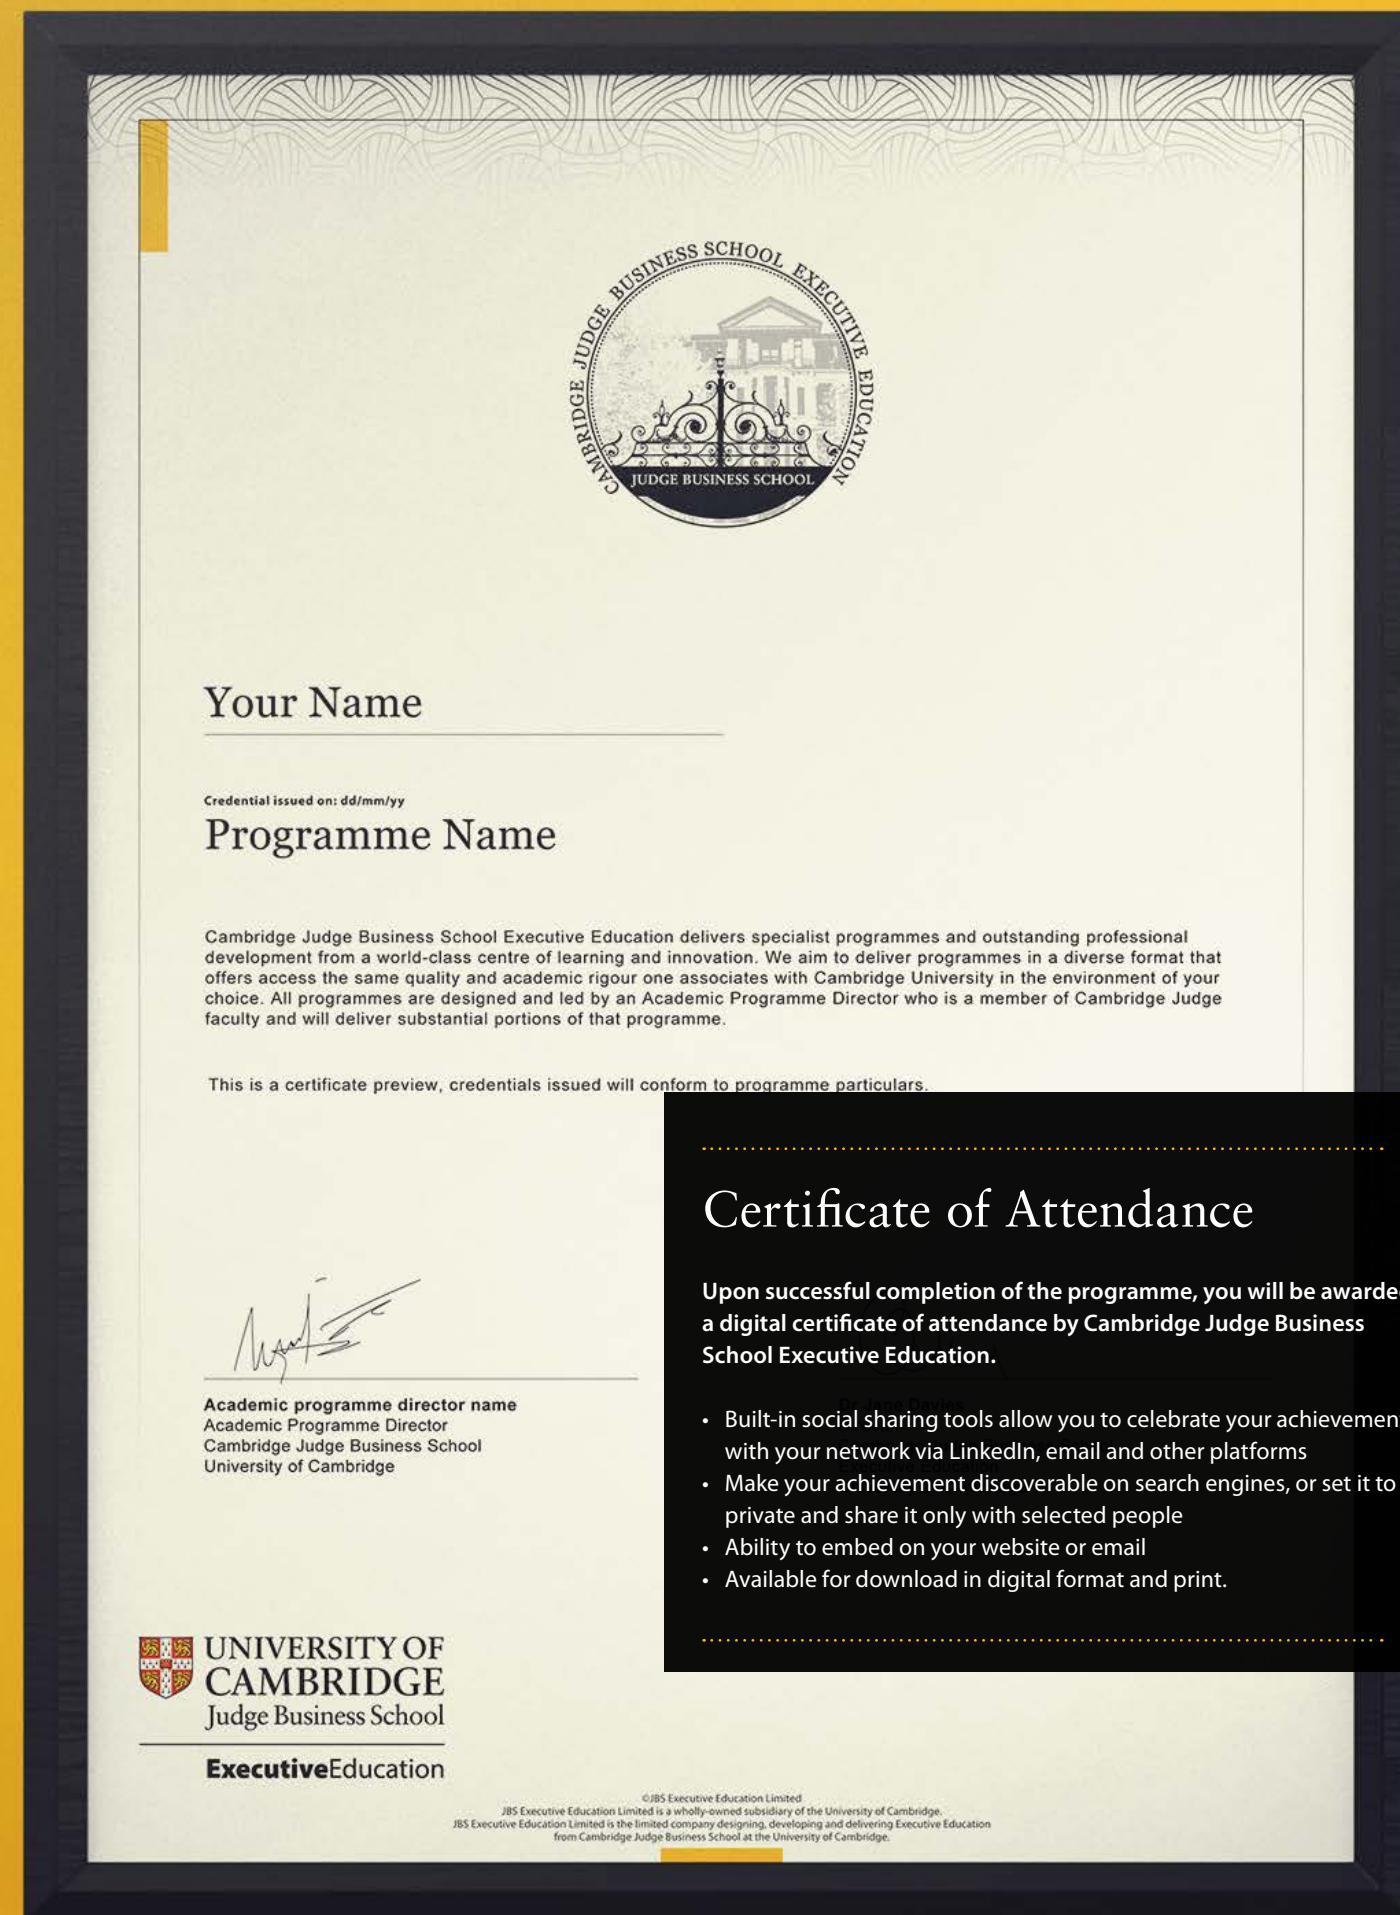 CAMBRIDGE JUDGE BUSINESS SCHOOL EXECUTIVE EDUCATION
JUDGE BUSINESS SCHOOL
Your Name
Credential issued on: dd/mm/yy
Programme Name
Cambridge Judge Business School Executive Education delivers specialist programmes and outstanding professional
development from a world-class centre of learning and innovation. We aim to deliver programmes in a diverse format that
offers access the same quality and academic rigour one associates with Cambridge University in the environment of your
choice. All programmes are designed and led by an Academic Programme Director who is a member of Cambridge Judge
faculty and will deliver substantial portions of that programme.
This is a certificate preview, credentials issued will conform to programme particulars.
Academic programme director name
Academic Programme Director
Cambridge Judge Business School
University of Cambridge
Dr Jane Davies
Executive Education
Certificate of Attendance
Upon successful completion of the programme, you will be awarde
a digital certificate of attendance by Cambridge Judge Business
School Executive Education.
• Built-in social sharing tools allow you to celebrate your achievemen
with your network via LinkedIn, email and other platforms
• Make your achievement discoverable on search engines, or set it to
private and share it only with selected people
• Ability to embed on your website or email
• Available for download in digital format and print.
UNIVERSITY OF
CAMBRIDGE
Judge Business School
ExecutiveEducation
©JBS Executive Education Limited
JBS Executive Education Limited is a wholly-owned subsidiary of the University of Cambridge.
JBS Executive Education Limited is the limited company designing, developing and delivering Executive Education
from Cambridge Judge Business School at the University of Cambridge.